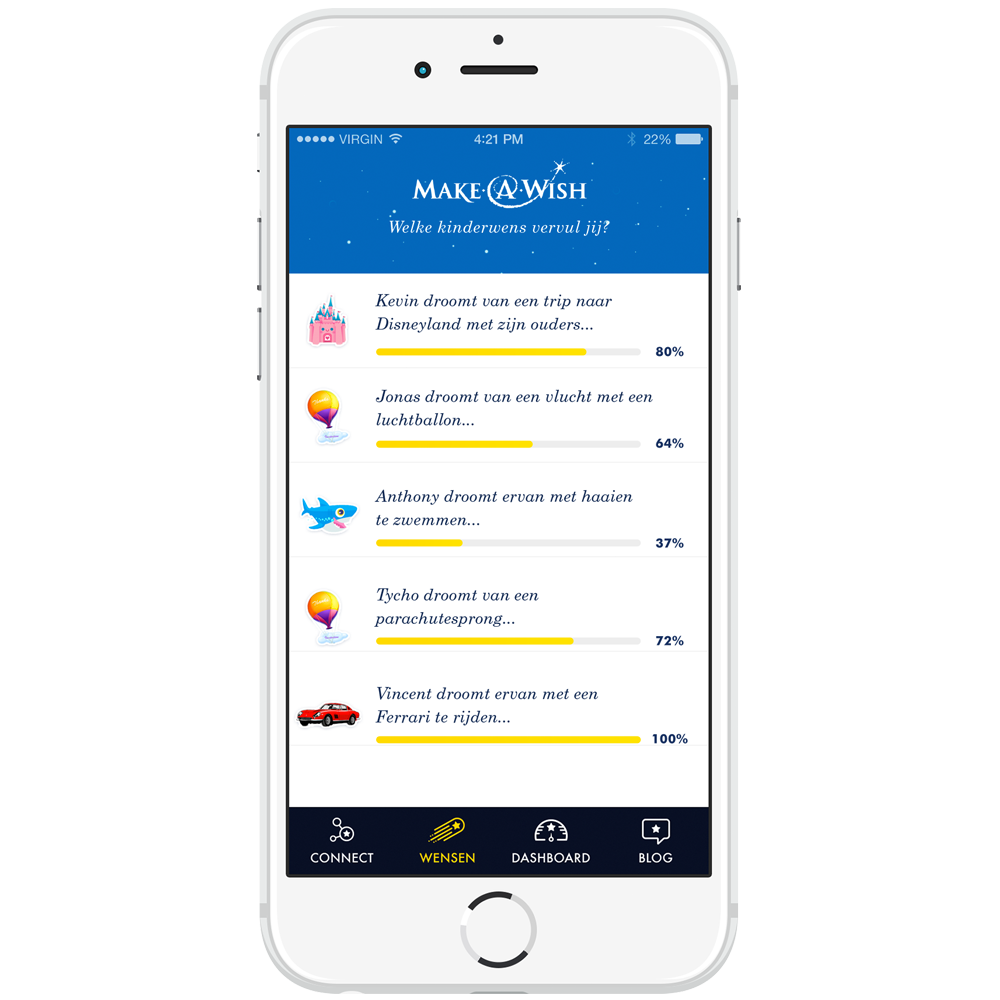 VIRGIN 4:21 PM 22%
MAKE·A·WISH
Welke kinderwens vervul jij?
Kevin droomt van een trip naar
Disneyland met zijn ouders...
80%
Jonas droomt van een vlucht met een
luchtballon...
64%
Anthony droomt ervan met haaien
te zwemmen...
37%
Tycho droomt van een
parachutesprong...
72%
Vincent droomt ervan met een
Ferrari te rijden...
100%
CONNECT WENSEN DASHBOARD BLOG